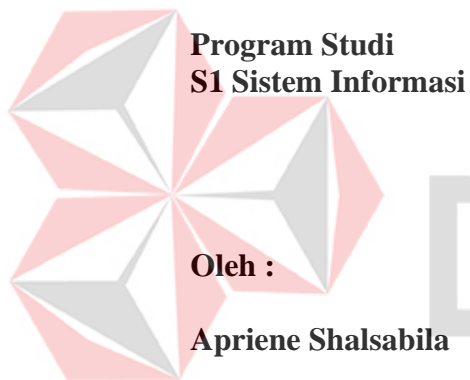 Program Studi
S1 Sistem Informasi
Oleh :
Apriene Shalsabila